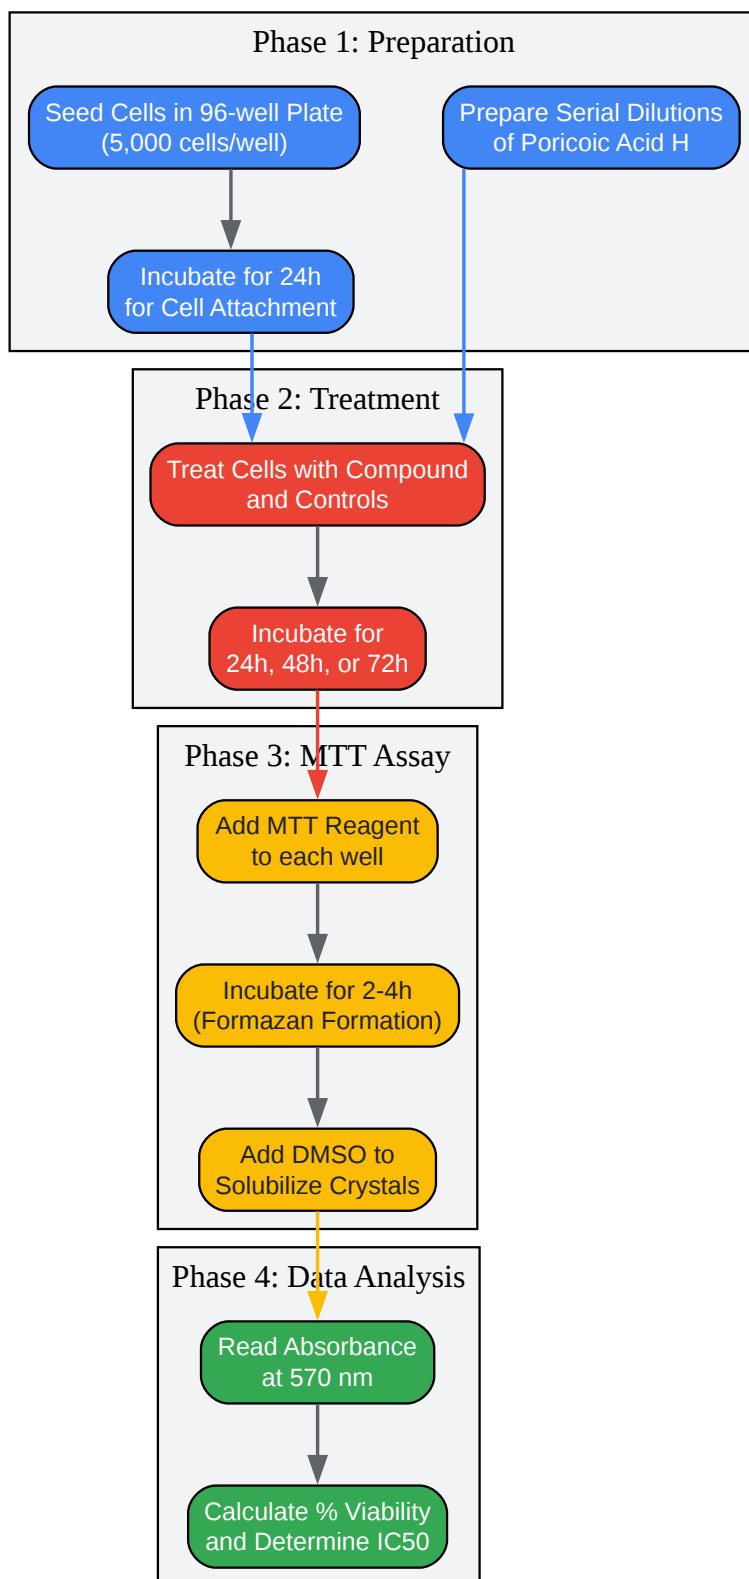 Phase 1: Preparation
Seed Cells in 96-well Plate
(5,000 cells/well)
Prepare Serial Dilutions
of Poricoic Acid H
Incubate for 24h
for Cell Attachment
Phase 2: Treatment
Treat Cells with Compound
and Controls
Incubate for
24h, 48h, or 72h
Phase 3: MTT Assay
Add MTT Reagent
to each well
Incubate for 2-4h
(Formazan Formation)
Add DMSO to
Solubilize Crystals
Phase 4: Data Analysis
Read Absorbance
at 570 nm
Calculate % Viability
and Determine IC50